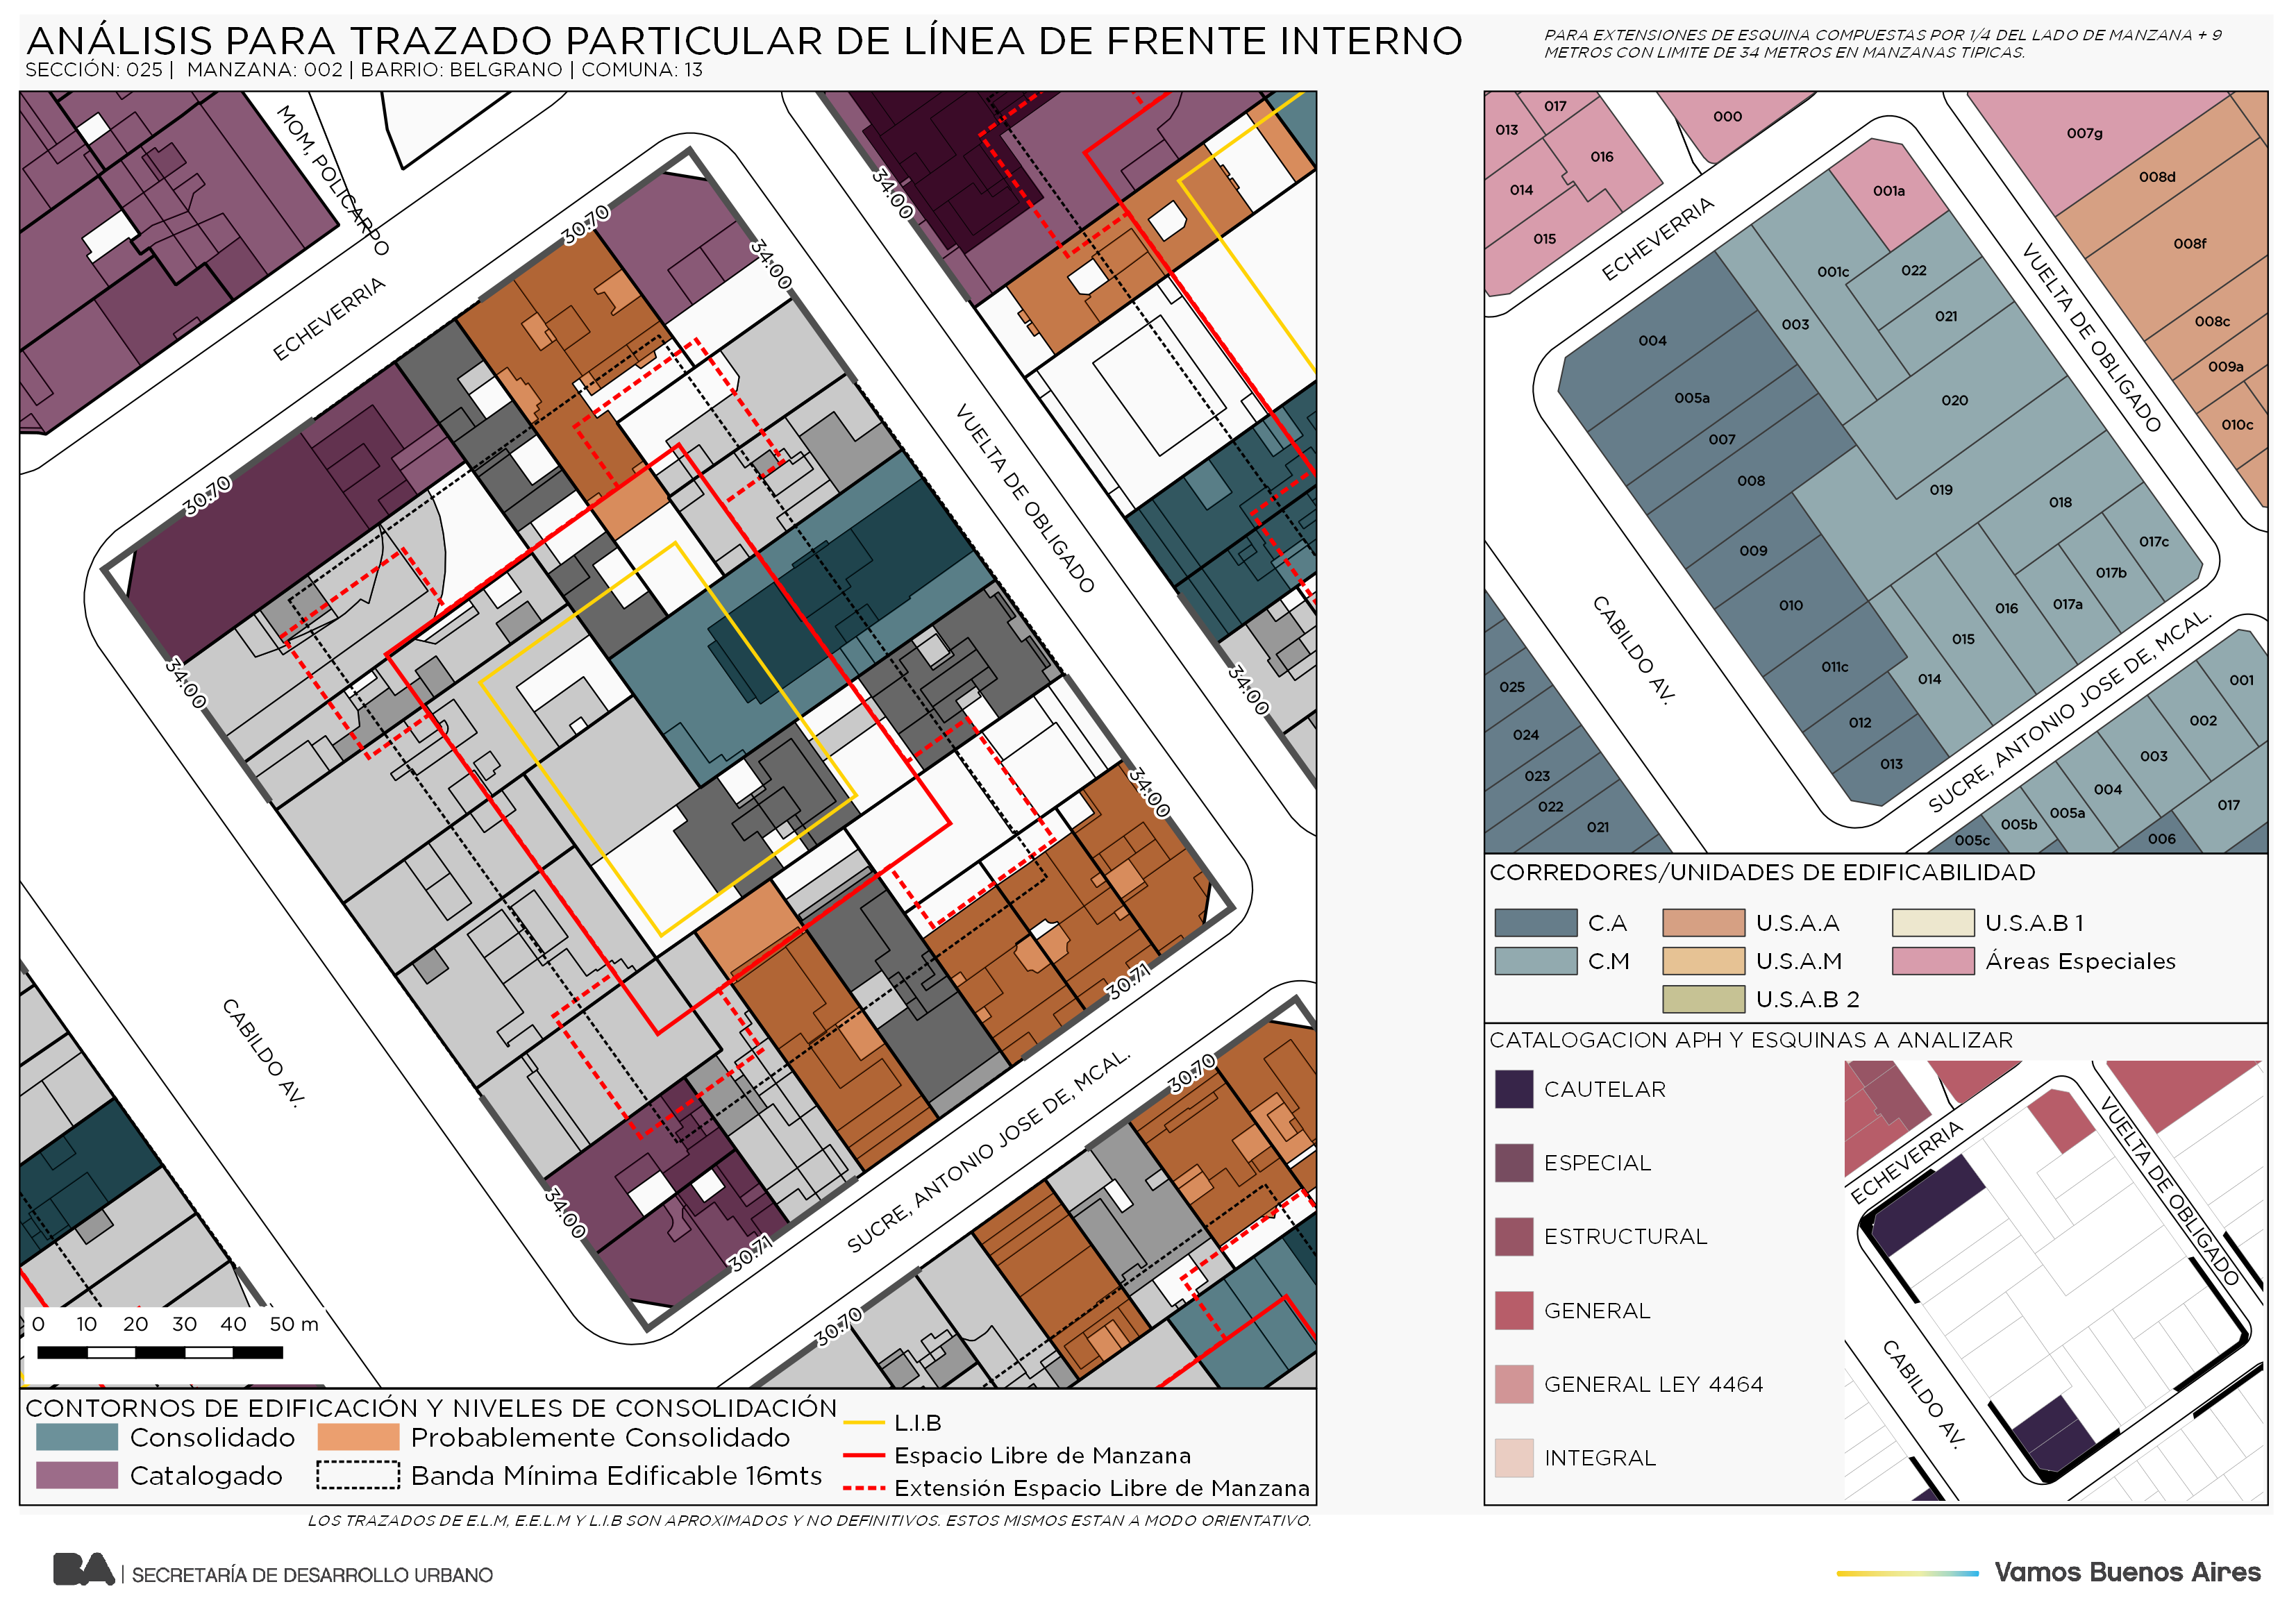 ANÁLISIS PARA TRAZADO PARTICULAR DE LÍNEA DE FRENTE INTERNO
SECCIÓN: 025 | MANZANA: 002 | BARRIO: BELGRANO | COMUNA: 13
PARA EXTENSIONES DE ESQUINA COMPUESTAS POR 1/4 DEL LADO DE MANZANA + 9
METROS CON LIMITE DE 34 METROS EN MANZANAS TIPICAS.
MOM, POLICARPO
ECHEVERRIA
30.70
34.00
34.00
30.70
VUELTA DE OBLIGADO
34.00
34.00
34.00
30.71
CABILDO AV.
34.00
30.71
SUCRE, ANTONIO JOSE DE, MCAL.
30.70
30.70
0 10 20 30 40 50 m
CONTORNOS DE EDIFICACIÓN Y NIVELES DE CONSOLIDACIÓN
Consolidado
Probablemente Consolidado
Catalogado
Banda Mínima Edificable 16mts
L.I.B
Espacio Libre de Manzana
Extensión Espacio Libre de Manzana
LOS TRAZADOS DE E.L.M, E.E.L.M Y L.I.B SON APROXIMADOS Y NO DEFINITIVOS. ESTOS MISMOS ESTAN A MODO ORIENTATIVO.
017
013
000
016
014
015
007g
001a
008d
ECHEVERRIA
008f
VUELTA DE OBLIGADO
001c
022
021
003
004
008c
009a
005a
020
010c
007
008
019
018
009
017c
017b
010
016
017a
015
011c
014
CABILDO AV.
012
013
SUCRE, ANTONIO JOSE DE, MCAL.
025
024
023
022
021
001
002
003
004
017
005a
005b
005c
006
CORREDORES/UNIDADES DE EDIFICABILIDAD
C.A
U.S.A.A
U.S.A.B 1
C.M
U.S.A.M
Áreas Especiales
U.S.A.B 2
CATALOGACION APH Y ESQUINAS A ANALIZAR
CAUTELAR
ESPECIAL
ESTRUCTURAL
GENERAL
GENERAL LEY 4464
INTEGRAL
ECHEVERRIA
VUELTA DE OBLIGADO
CABILDO AV.
BA | SECRETARÍA DE DESARROLLO URBANO
Vamos Buenos Aires